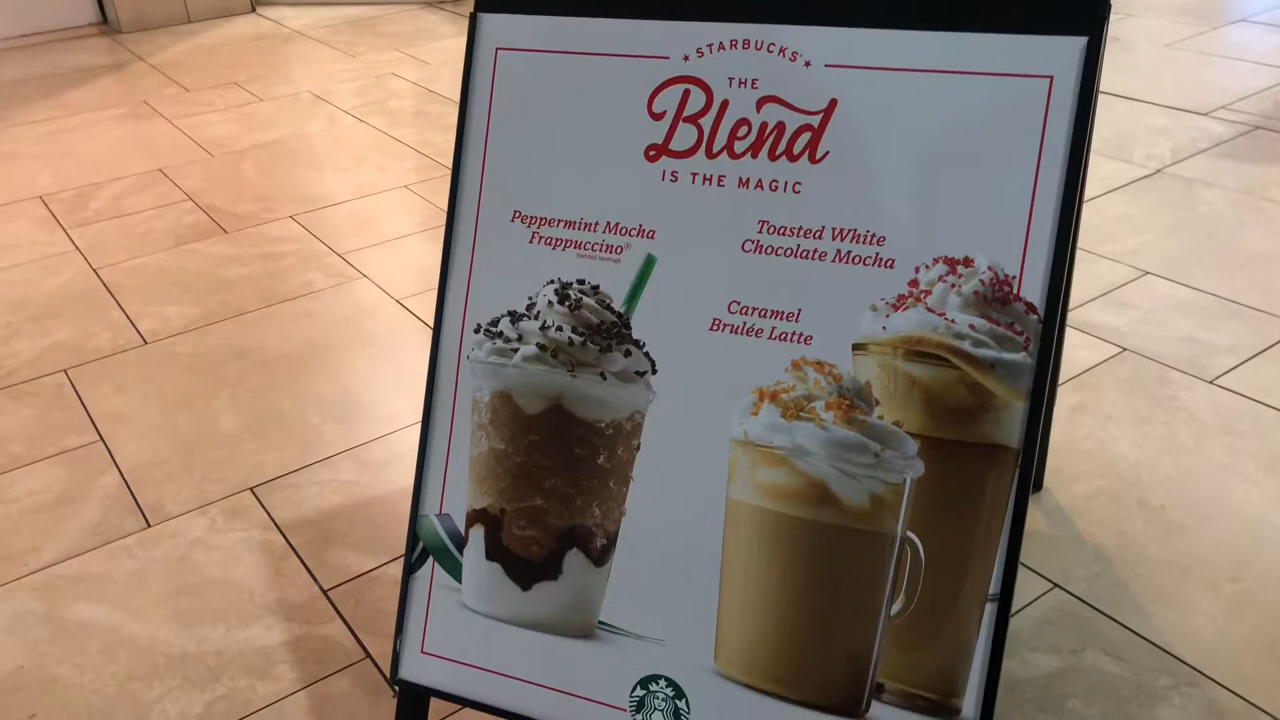 STARBUCKS®
THE
Blend
IS THE MAGIC
Peppermint Mocha
Frappuccino®
blended beverage
Toasted White
Chocolate Mocha
Caramel
Brulée Latte